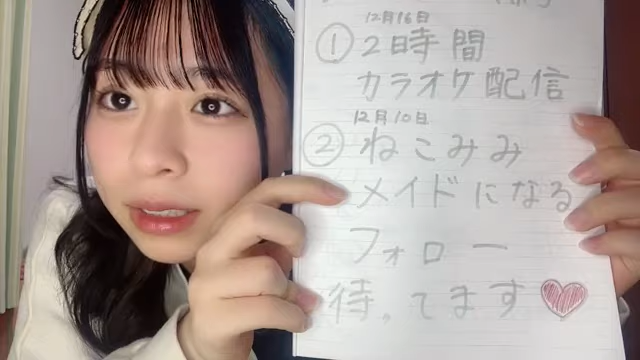 12月16日
① 2時間
カラオケ配信
12月10日
② ねこみみ
メイドになる
フォロー
待ってます♡